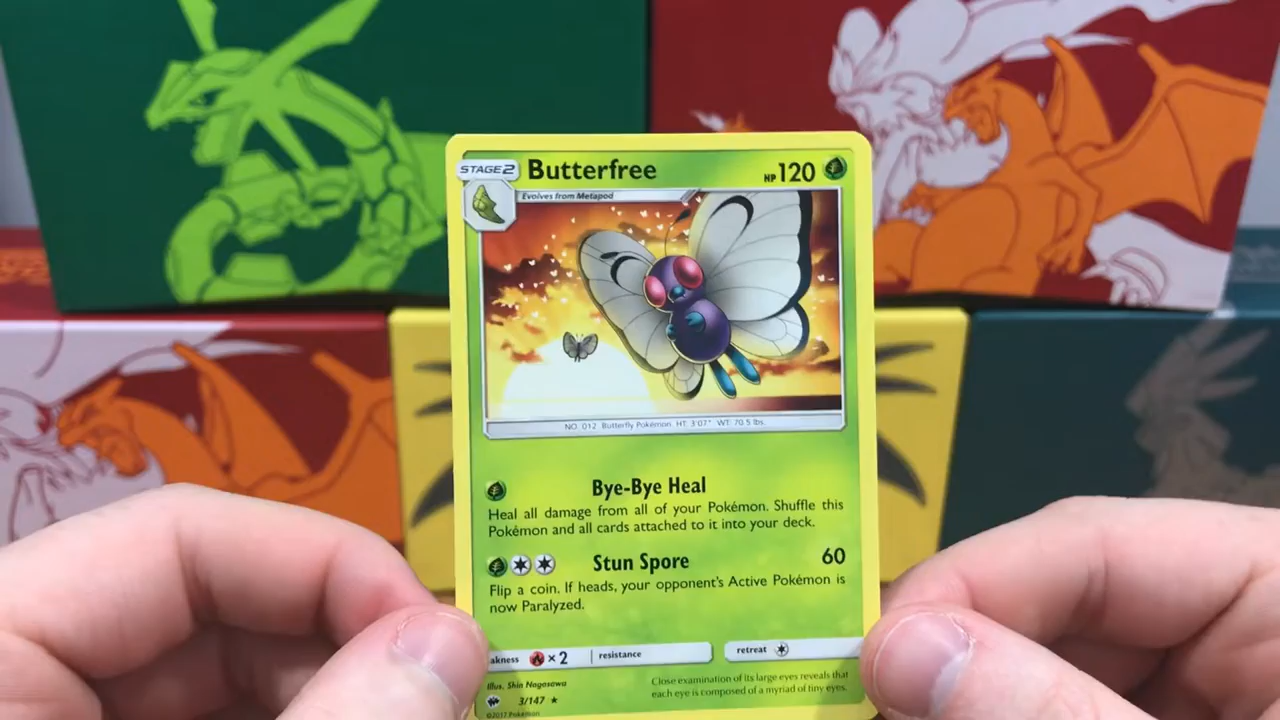 STAGE2 Butterfree HP 120
Evolves from Metapod
NO. 012 Butterfly Pokémon HT: 3'07" WT: 70.5 lbs.
Bye-Bye Heal
Heal all damage from all of your Pokémon. Shuffle this
Pokémon and all cards attached to it into your deck.
Stun Spore 60
Flip a coin. If heads, your opponent's Active Pokémon is
now Paralyzed.
akness ×2 resistance retreat
Illus. Shin Nagasawa
Close examination of its large eyes reveals that
each eye is composed of a myriad of tiny eyes.
3/147 ★
©2017 Pokémon